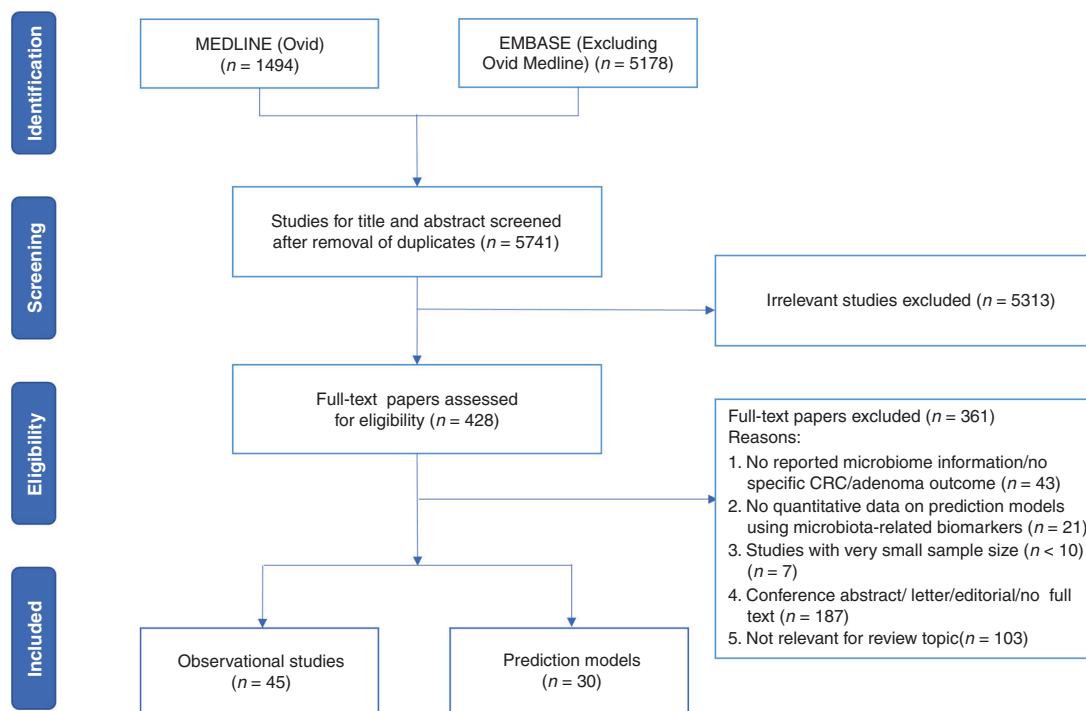 Identification
MEDLINE (Ovid)
(n = 1494)
EMBASE (Excluding
Ovid Medline) (n = 5178)
Screening
Studies for title and abstract screened
after removal of duplicates (n = 5741)
Irrelevant studies excluded (n = 5313)
Eligibility
Full-text papers assessed
for eligibility (n = 428)
Full-text papers excluded (n = 361)
Reasons:
1. No reported microbiome information/no
specific CRC/adenoma outcome (n = 43)
2. No quantitative data on prediction models
using microbiota-related biomarkers (n = 21)
3. Studies with very small sample size (n < 10)
(n = 7)
4. Conference abstract/ letter/editorial/no full
text (n = 187)
5. Not relevant for review topic(n = 103)
Included
Observational studies
(n = 45)
Prediction models
(n = 30)